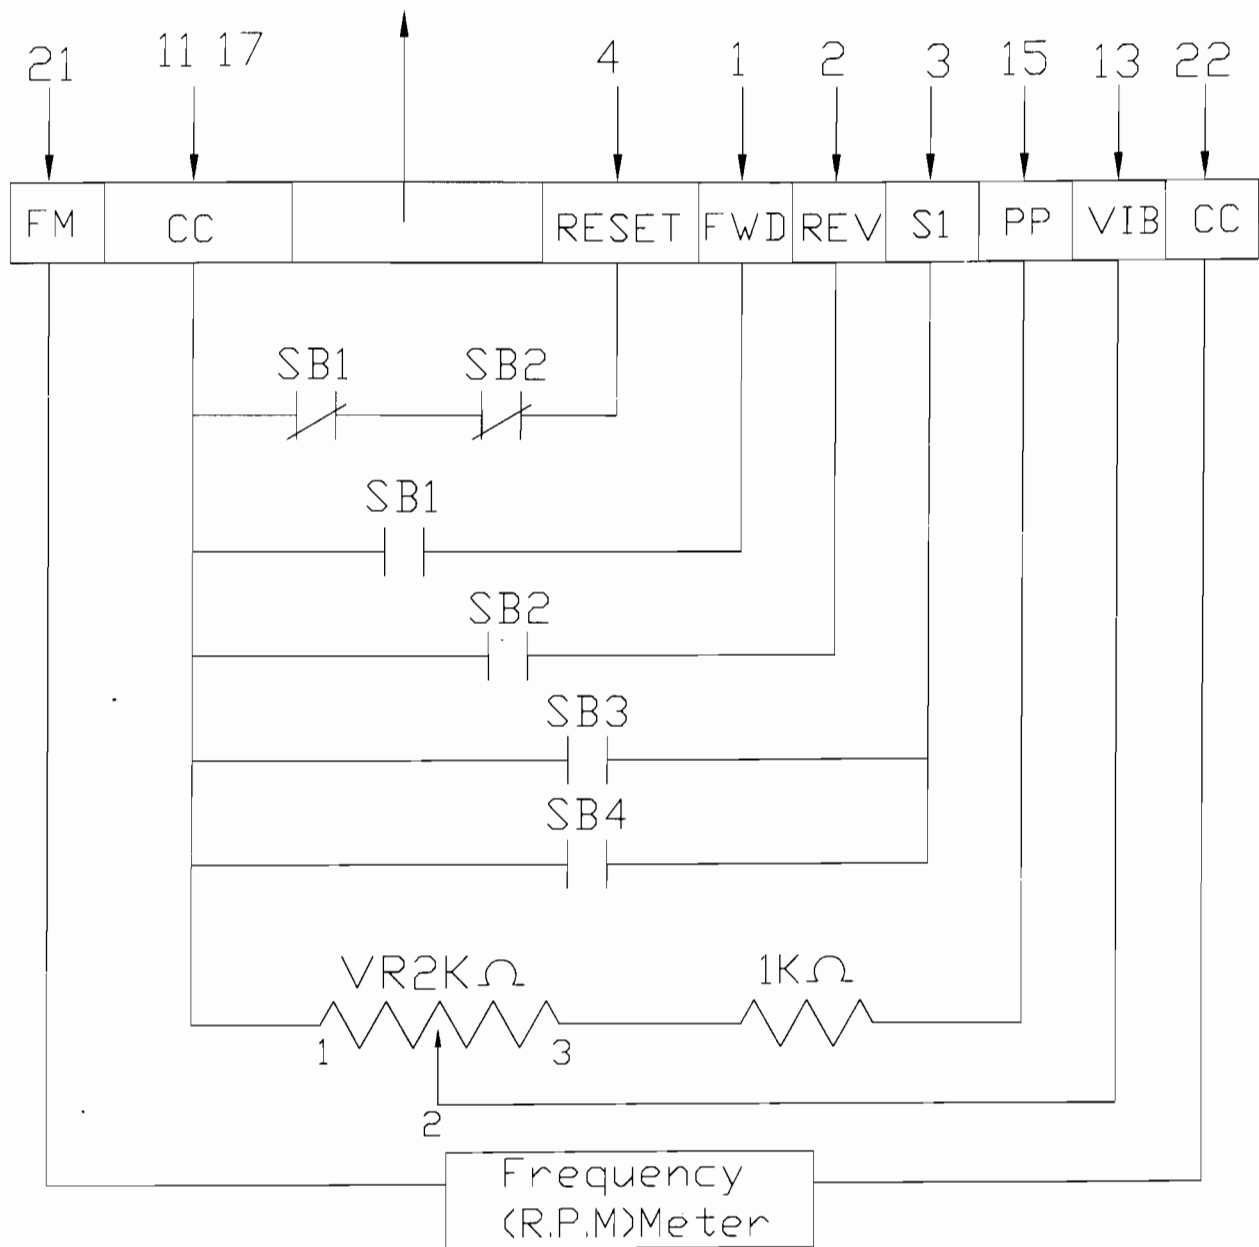 21 11 17 4 1 2 3 15 13 22
FM CC RESET FWD REV S1 PP VIB CC
SB1 SB2
SB1
SB2
SB3
SB4
VR2KΩ 1KΩ
1 3
2
Frequency
(R.P.M)Meter